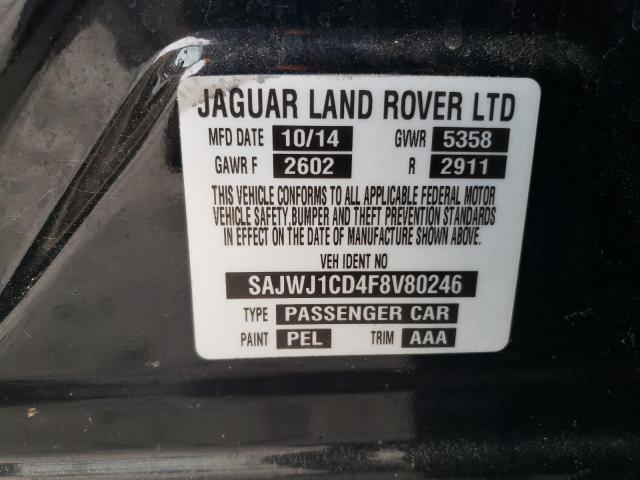 JAGUAR LAND ROVER LTD
MFD DATE 10/14 GVWR 5358
GAWR F 2602 R 2911
THIS VEHICLE CONFORMS TO ALL APPLICABLE FEDERAL MOTOR
VEHICLE SAFETY,BUMPER AND THEFT PREVENTION STANDARDS
IN EFFECT ON THE DATE OF MANUFACTURE SHOWN ABOVE.
VEH IDENT NO
SAJWJ1CD4F8V80246
TYPE PASSENGER CAR
PAINT PEL TRIM AAA